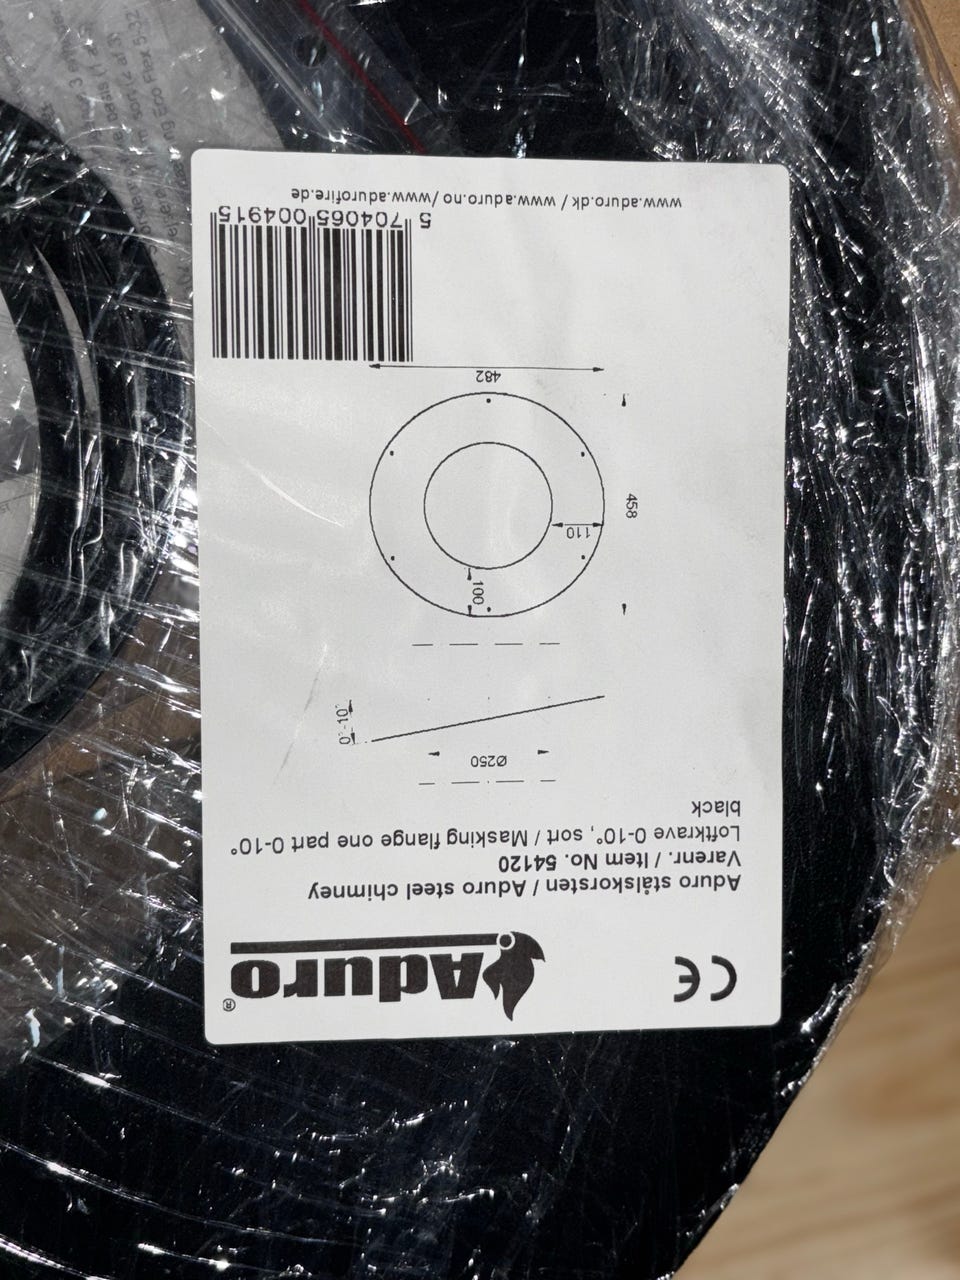 CE
Aduro®
Aduro stålskorsten / Aduro steel chimney
Varenr. / Item No. 54120
Loftkrave 0-10°, sort / Masking flange one part 0-10°
black
Ø250
0°-10°
100
110
458
482
5 704065 004915
www.aduro.dk / www.aduro.no / www.adurofire.de